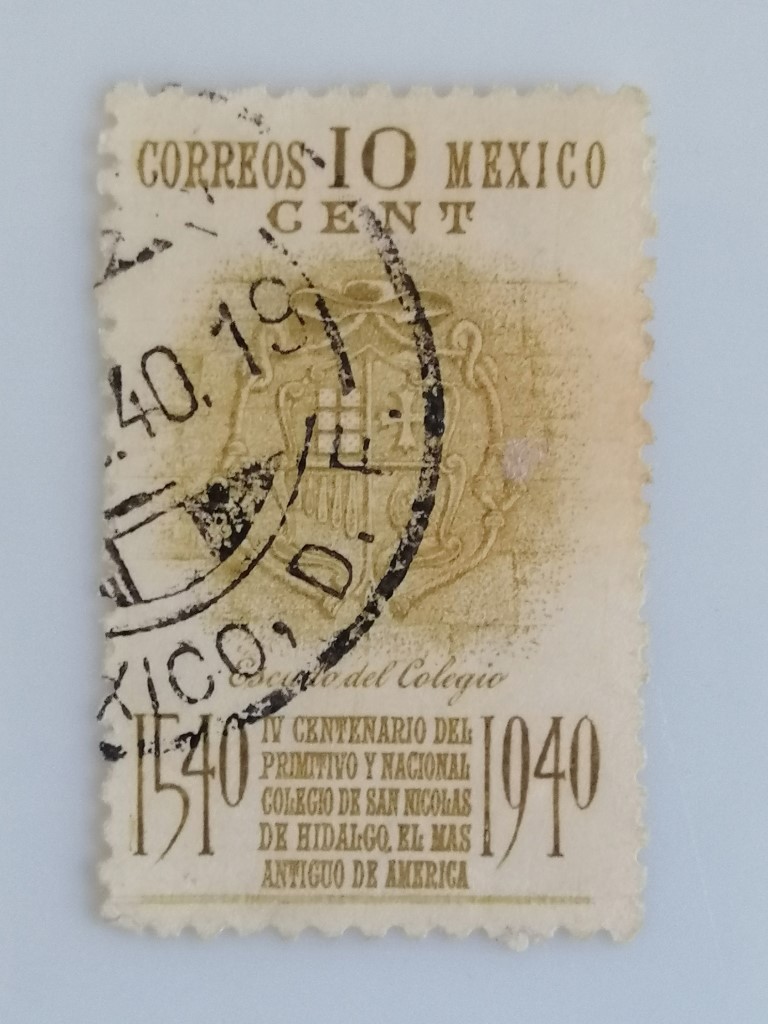 CORREOS 10 MEXICO
CENT
40. 19
XICO, D. F.
Escudo del Colegio
1540 IV CENTENARIO DEL 1940
PRIMITIVO Y NACIONAL
COLEGIO DE SAN NICOLAS
DE HIDALGO, EL MAS
ANTIGUO DE AMERICA